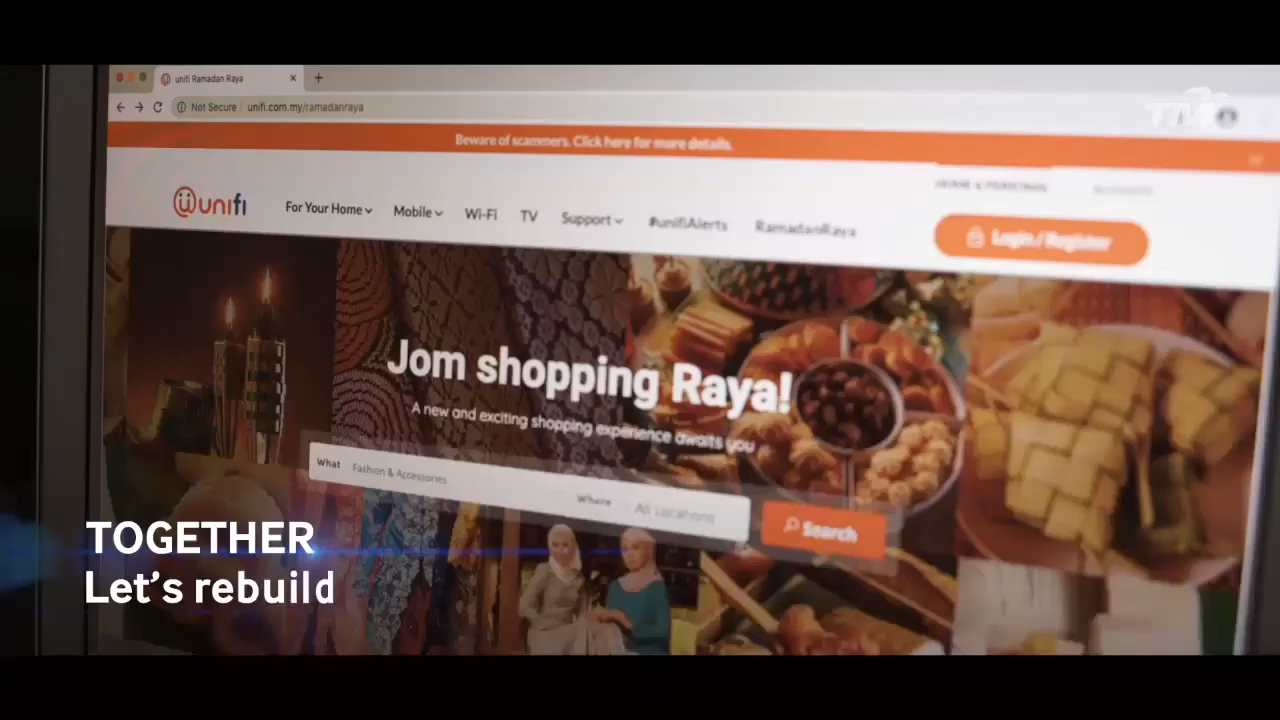 unifi Ramadan Raya
Not Secure unifi.com.my/ramadanraya
TM
Beware of scammers. Click here for more details.
unifi
For Your Home Mobile Wi-Fi TV Support #unifiAlerts RamadanRaya
Login / Register
Jom shopping Raya!
A new and exciting shopping experience awaits you
What Fashion & Accessories Where All Locations Search
TOGETHER
Let's rebuild